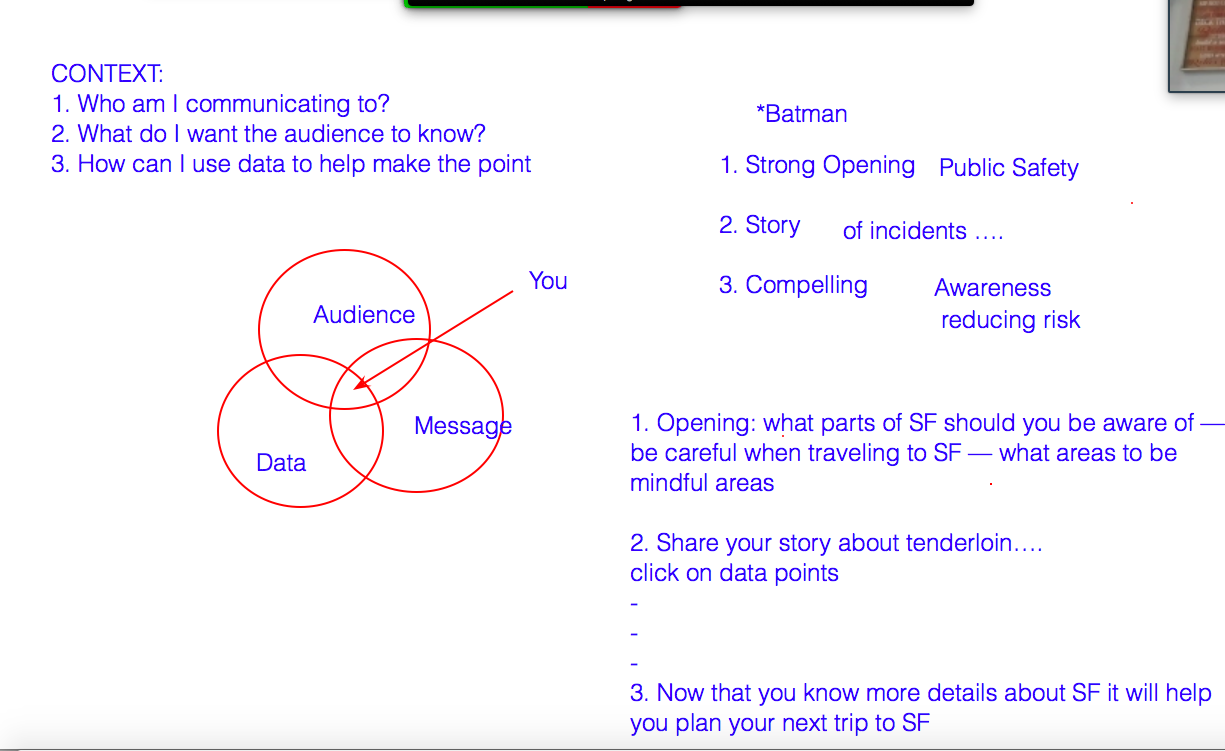 CONTEXT:
1. Who am I communicating to?
2. What do I want the audience to know?
3. How can I use data to help make the point
You
Audience
Message
Data
*Batman
1. Strong Opening Public Safety
2. Story of incidents ....
3. Compelling Awareness
reducing risk
1. Opening: what parts of SF should you be aware of —
be careful when traveling to SF — what areas to be
mindful areas
2. Share your story about tenderloin....
click on data points
-
-
-
3. Now that you know more details about SF it will help
you plan your next trip to SF